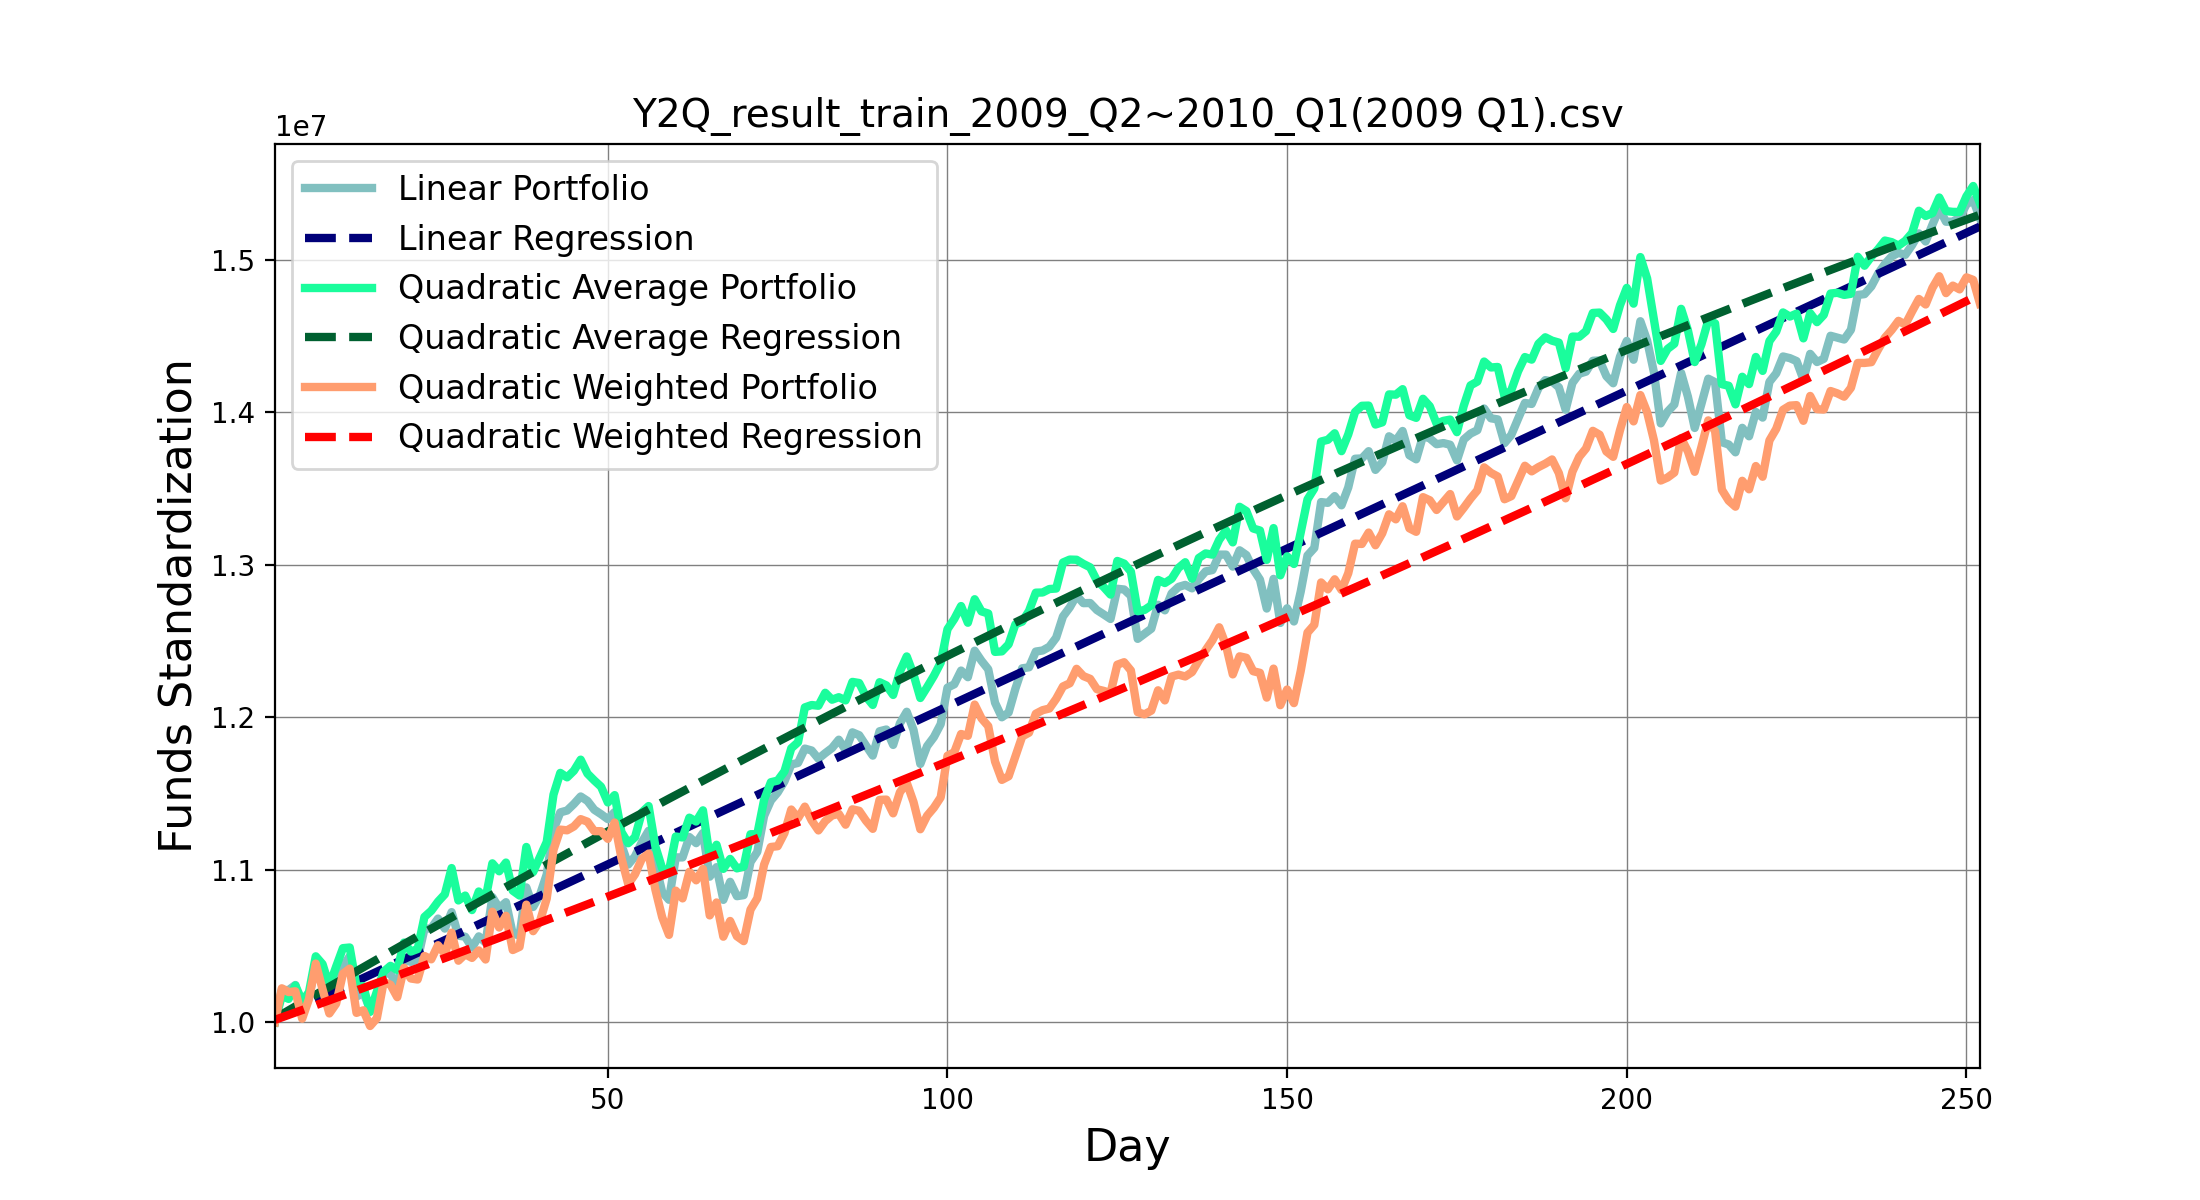 Y2Q_result_train_2009_Q2~2010_Q1(2009 Q1).csv
1e7
Linear Portfolio
Linear Regression
Quadratic Average Portfolio
Quadratic Average Regression
Quadratic Weighted Portfolio
Quadratic Weighted Regression
Funds Standardization
1.5
1.4
1.3
1.2
1.1
1.0
50
100
150
200
250
Day